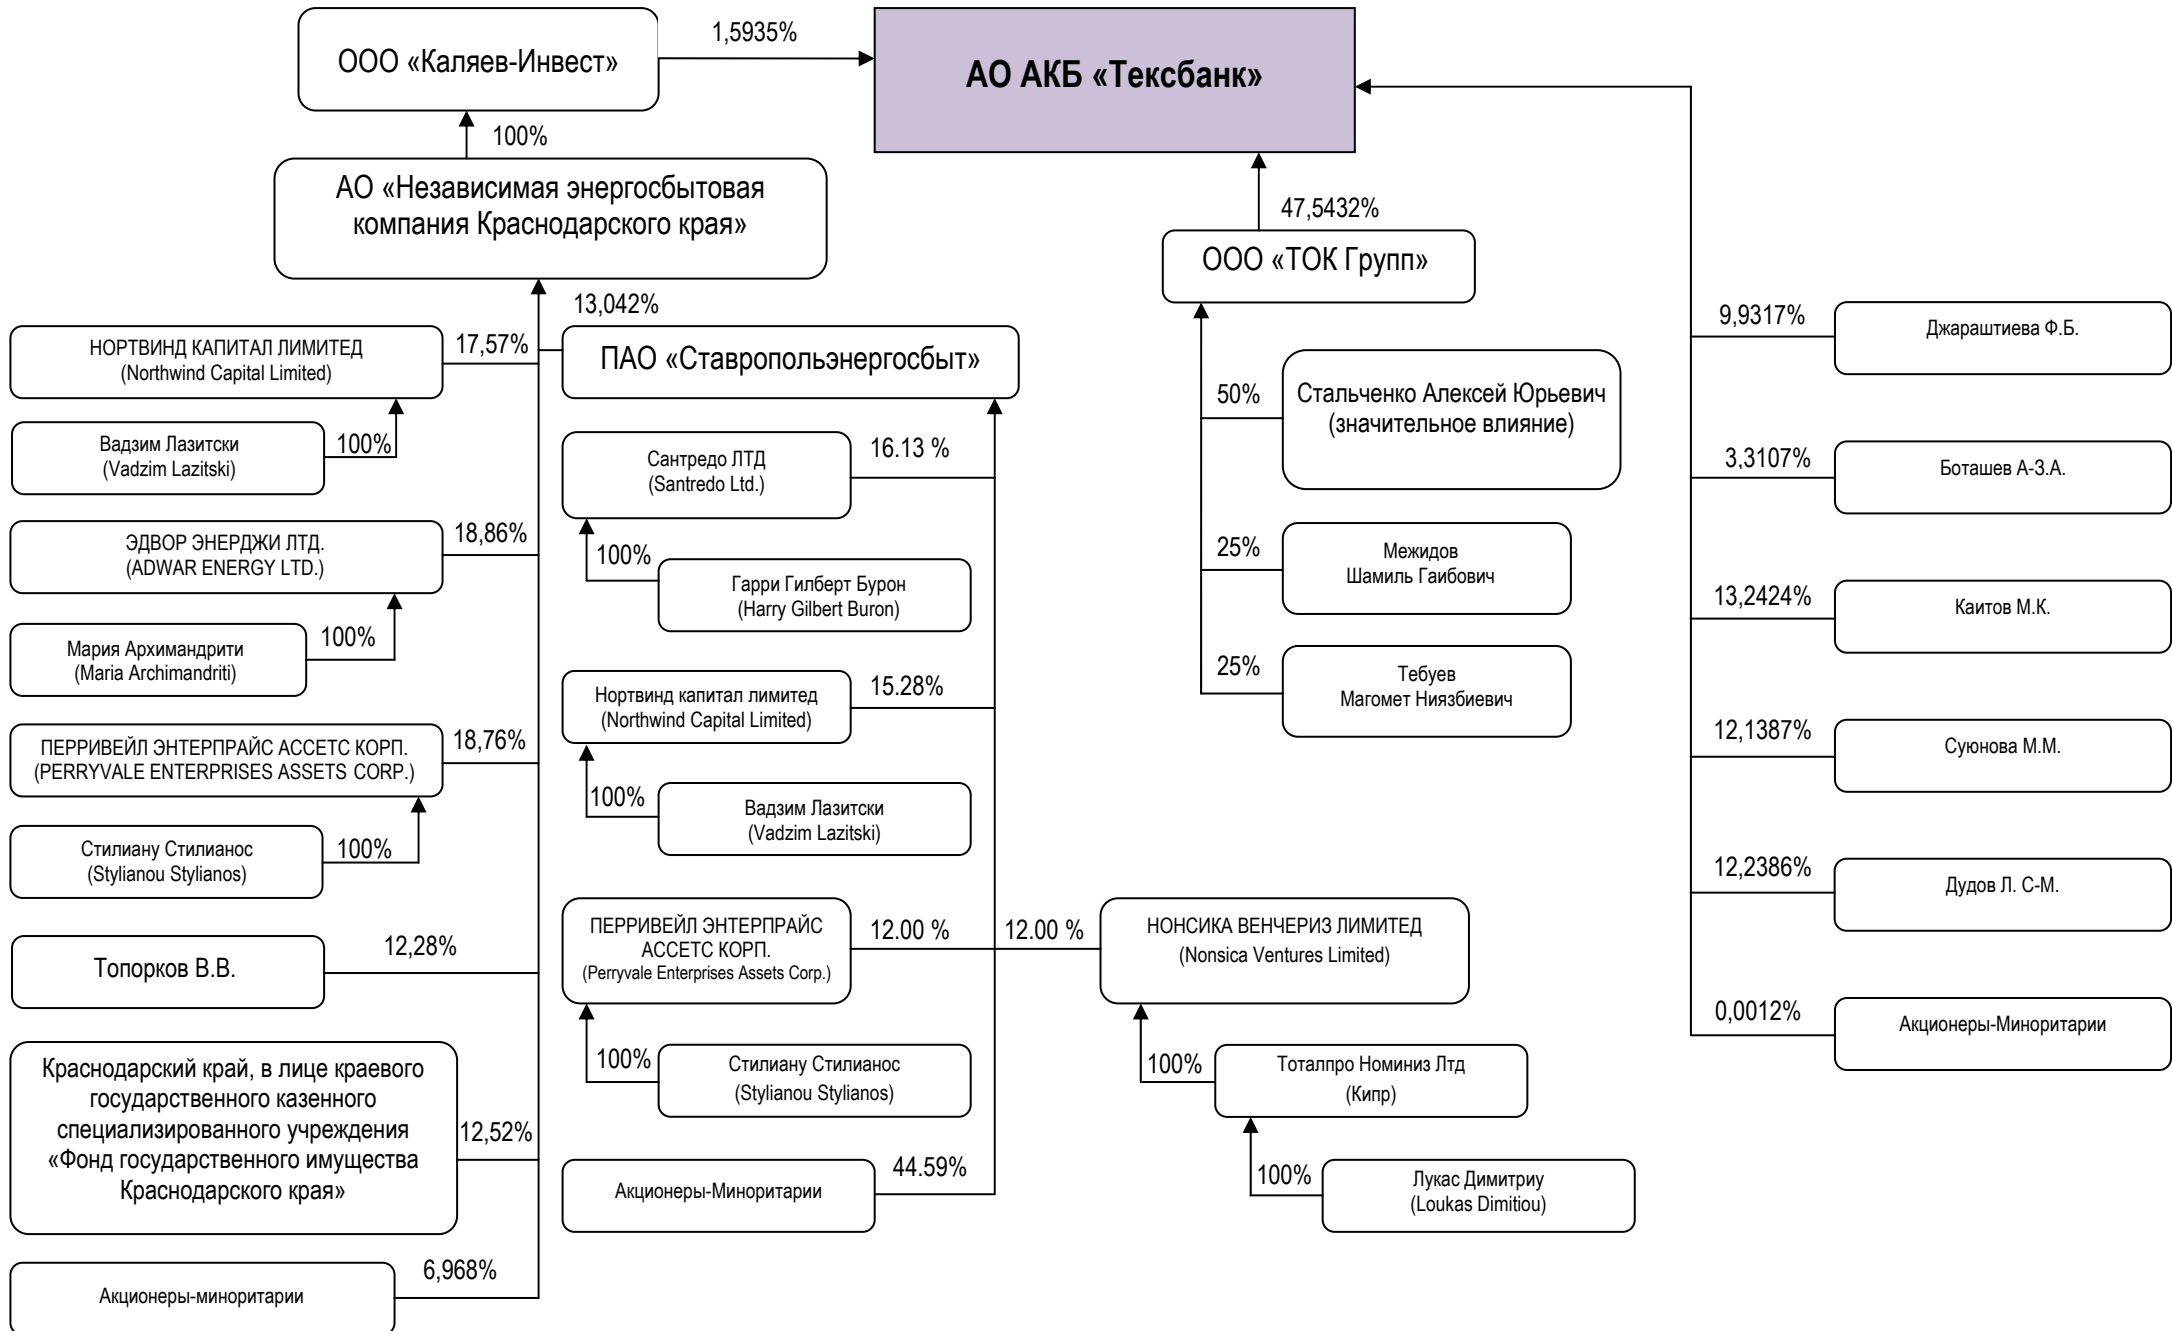 ООО «Каляев-Инвест»
1,5935%
АО АКБ «Тексбанк»
100%
АО «Независимая энергосбытовая
компания Краснодарского края»
47,5432%
ООО «ТОК Групп»
13,042%
НОРТВИНД КАПИТАЛ ЛИМИТЕД
(Northwind Capital Limited)
17,57%
Вадзим Лазитски
(Vadzim Lazitski)
100%
ЭДВОР ЭНЕРДЖИ ЛТД.
(ADWAR ENERGY LTD.)
18,86%
Мария Архимандрити
(Maria Archimandriti)
100%
ПЕРРИВЕЙЛ ЭНТЕРПРАЙС АССЕТС КОРП.
(PERRYVALE ENTERPRISES ASSETS CORP.)
18,76%
Стилиану Стилианос
(Stylianou Stylianos)
100%
Топорков В.В.
12,28%
Краснодарский край, в лице краевого
государственного казенного
специализированного учреждения
«Фонд государственного имущества
Краснодарского края»
12,52%
Акционеры-миноритарии
6,968%
ПАО «Ставропольэнергосбыт»
Сантредо ЛТД
(Santredo Ltd.)
16.13 %
100%
Гарри Гилберт Бурон
(Harry Gilbert Buron)
Нортвинд капитал лимитед
(Northwind Capital Limited)
15.28%
100%
Вадзим Лазитски
(Vadzim Lazitski)
ПЕРРИВЕЙЛ ЭНТЕРПРАЙС
АССЕТС КОРП.
(Perryvale Enterprises Assets Corp.)
12.00 %
100%
Стилиану Стилианос
(Stylianou Stylianos)
Акционеры-Миноритарии
44.59%
12.00 %
НОНСИКА ВЕНЧЕРИЗ ЛИМИТЕД
(Nonsica Ventures Limited)
100%
Тоталпро Номиниз Лтд
(Кипр)
100%
Лукас Димитриу
(Loukas Dimitiou)
50%
Стальченко Алексей Юрьевич
(значительное влияние)
25%
Межидов
Шамиль Гаибович
25%
Тебуев
Магомет Ниязбиевич
9,9317%
Джараштиева Ф.Б.
3,3107%
Боташев А-З.А.
13,2424%
Каитов М.К.
12,1387%
Суюнова М.М.
12,2386%
Дудов Л. С-М.
0,0012%
Акционеры-Миноритарии